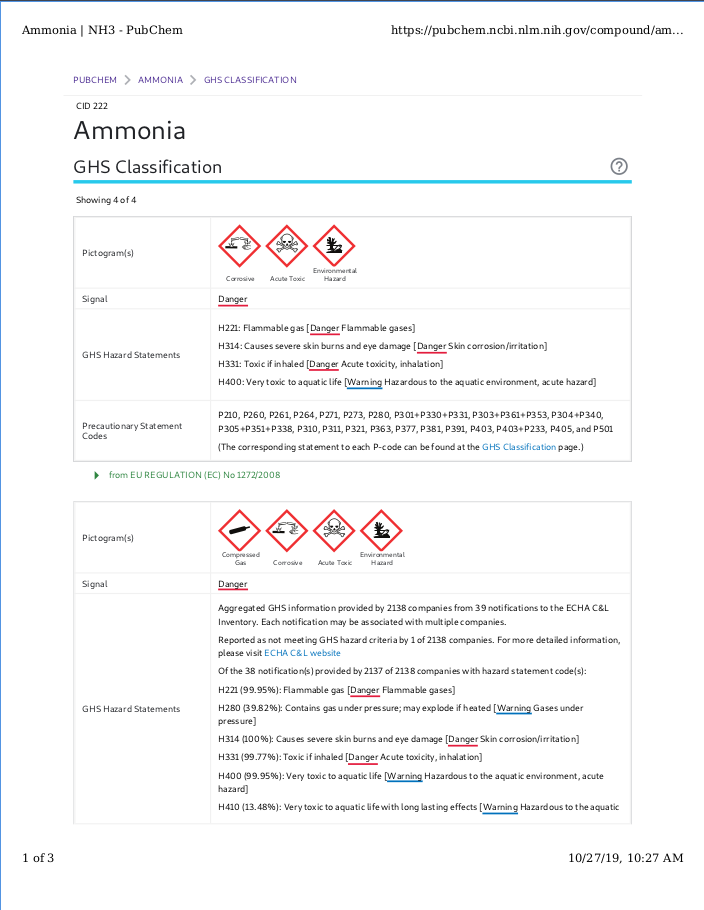 Ammonia | NH3 - PubChem
https://pubchem.ncbi.nlm.nih.gov/compound/am...
PUBCHEM > AMMONIA > GHS CLASSIFICATION
CID 222
Ammonia
GHS Classification
?
Showing 4 of 4
Pictogram(s)
Corrosive
Acute Toxic
Environmental
Hazard
Signal
Danger
GHS Hazard Statements
H221: Flammable gas [Danger Flammable gases]
H314: Causes severe skin burns and eye damage [Danger Skin corrosion/irritation]
H331: Toxic if inhaled [Danger Acute toxicity, inhalation]
H400: Very toxic to aquatic life [Warning Hazardous to the aquatic environment, acute hazard]
Precautionary Statement
Codes
P210, P260, P261, P264, P271, P273, P280, P301+P330+P331, P303+P361+P353, P304+P340,
P305+P351+P338, P310, P311, P321, P363, P377, P381, P391, P403, P403+P233, P405, and P501
(The corresponding statement to each P-code can be found at the GHS Classification page.)
from EU REGULATION (EC) No 1272/2008
Pictogram(s)
Compressed
Gas
Corrosive
Acute Toxic
Environmental
Hazard
Signal
Danger
GHS Hazard Statements
Aggregated GHS information provided by 2138 companies from 39 notifications to the ECHA C&L
Inventory. Each notification may be associated with multiple companies.
Reported as not meeting GHS hazard criteria by 1 of 2138 companies. For more detailed information,
please visit ECHA C&L website
Of the 38 notification(s) provided by 2137 of 2138 companies with hazard statement code(s):
H221 (99.95%): Flammable gas [Danger Flammable gases]
H280 (39.82%): Contains gas under pressure; may explode if heated [Warning Gases under
pressure]
H314 (100%): Causes severe skin burns and eye damage [Danger Skin corrosion/irritation]
H331 (99.77%): Toxic if inhaled [Danger Acute toxicity, inhalation]
H400 (99.95%): Very toxic to aquatic life [Warning Hazardous to the aquatic environment, acute
hazard]
H410 (13.48%): Very toxic to aquatic life with long lasting effects [Warning Hazardous to the aquatic
1 of 3
10/27/19, 10:27 AM